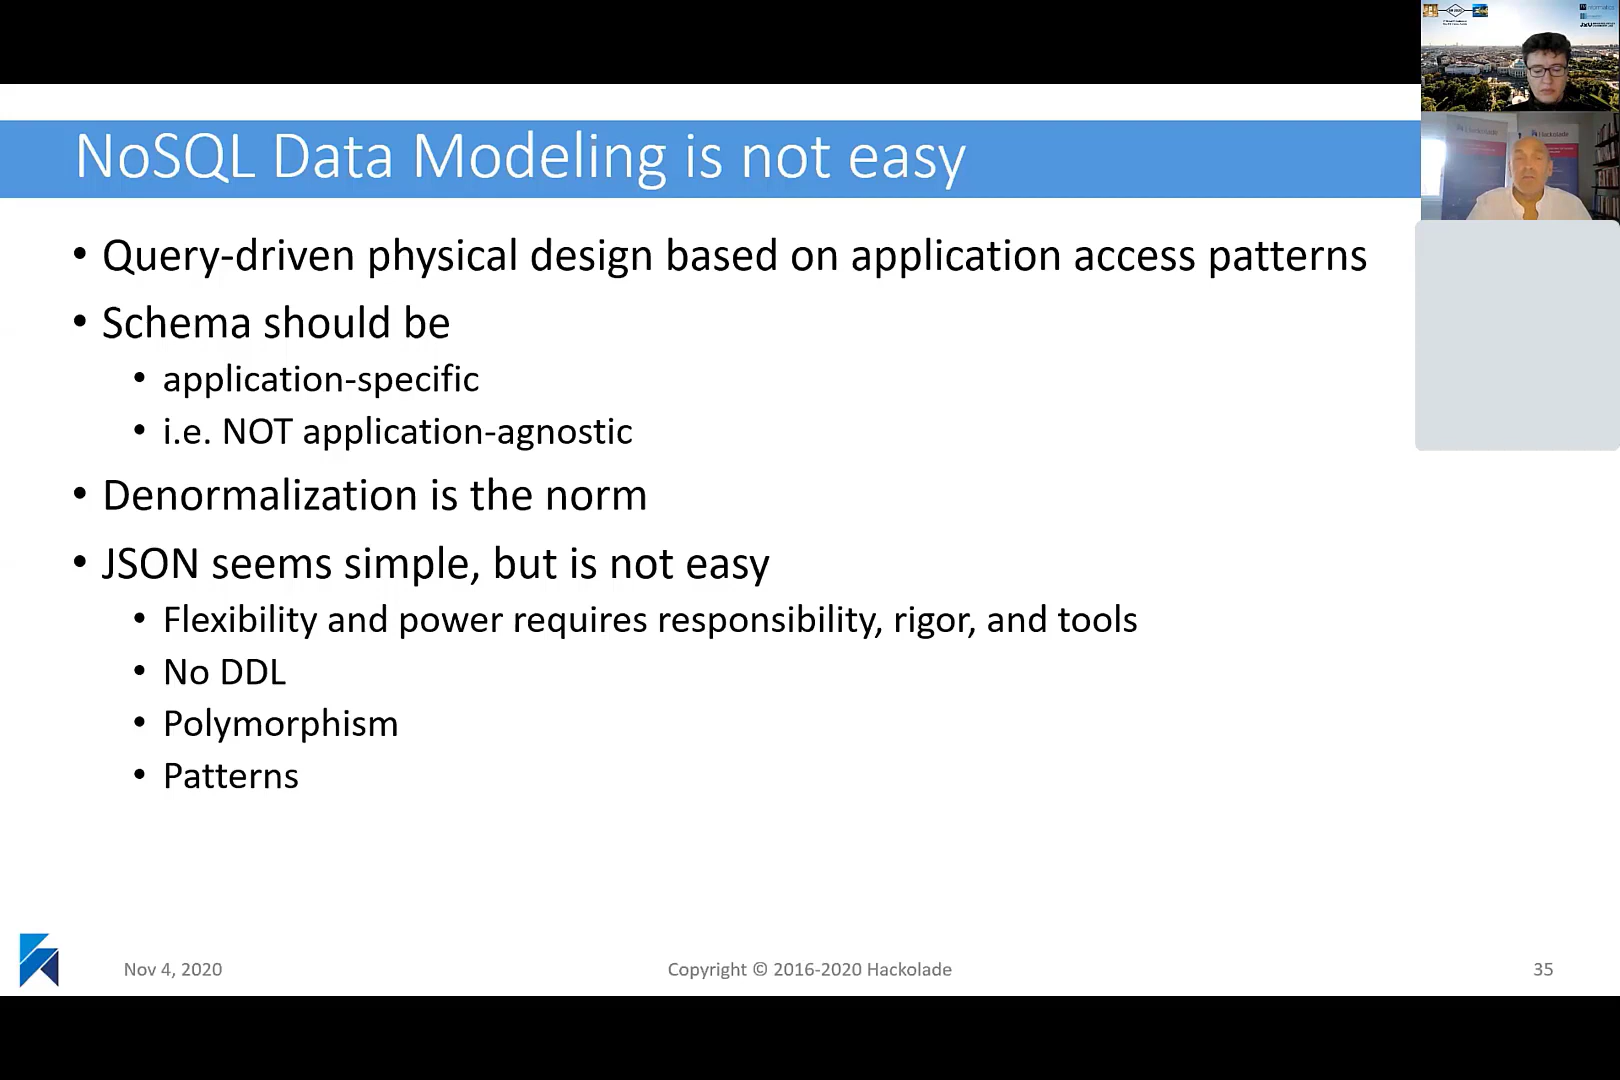 NoSQL Data Modeling is not easy
• Query-driven physical design based on application access patterns
• Schema should be
• application-specific
• i.e. NOT application-agnostic
• Denormalization is the norm
• JSON seems simple, but is not easy
• Flexibility and power requires responsibility, rigor, and tools
• No DDL
• Polymorphism
• Patterns
Nov 4, 2020
Copyright © 2016-2020 Hackolade
35
Hackolade
Hackolade